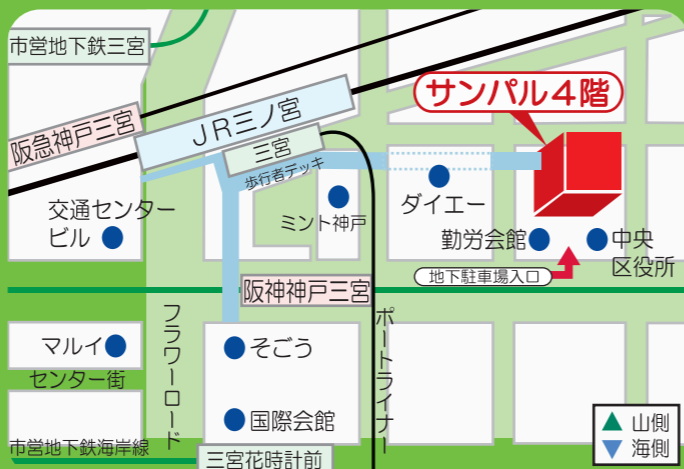 市営地下鉄三宮
サンパル4階
JR三ノ宮
阪急神戸三宮
三宮
歩行者デッキ
ミント神戸
ダイエー
交通センター
ビル
勤労会館
中央
区役所
地下駐車場入口
阪神神戸三宮
フラワーロード
ポートライナー
マルイ
そごう
センター街
国際会館
市営地下鉄海岸線
三宮花時計前
山側
海側